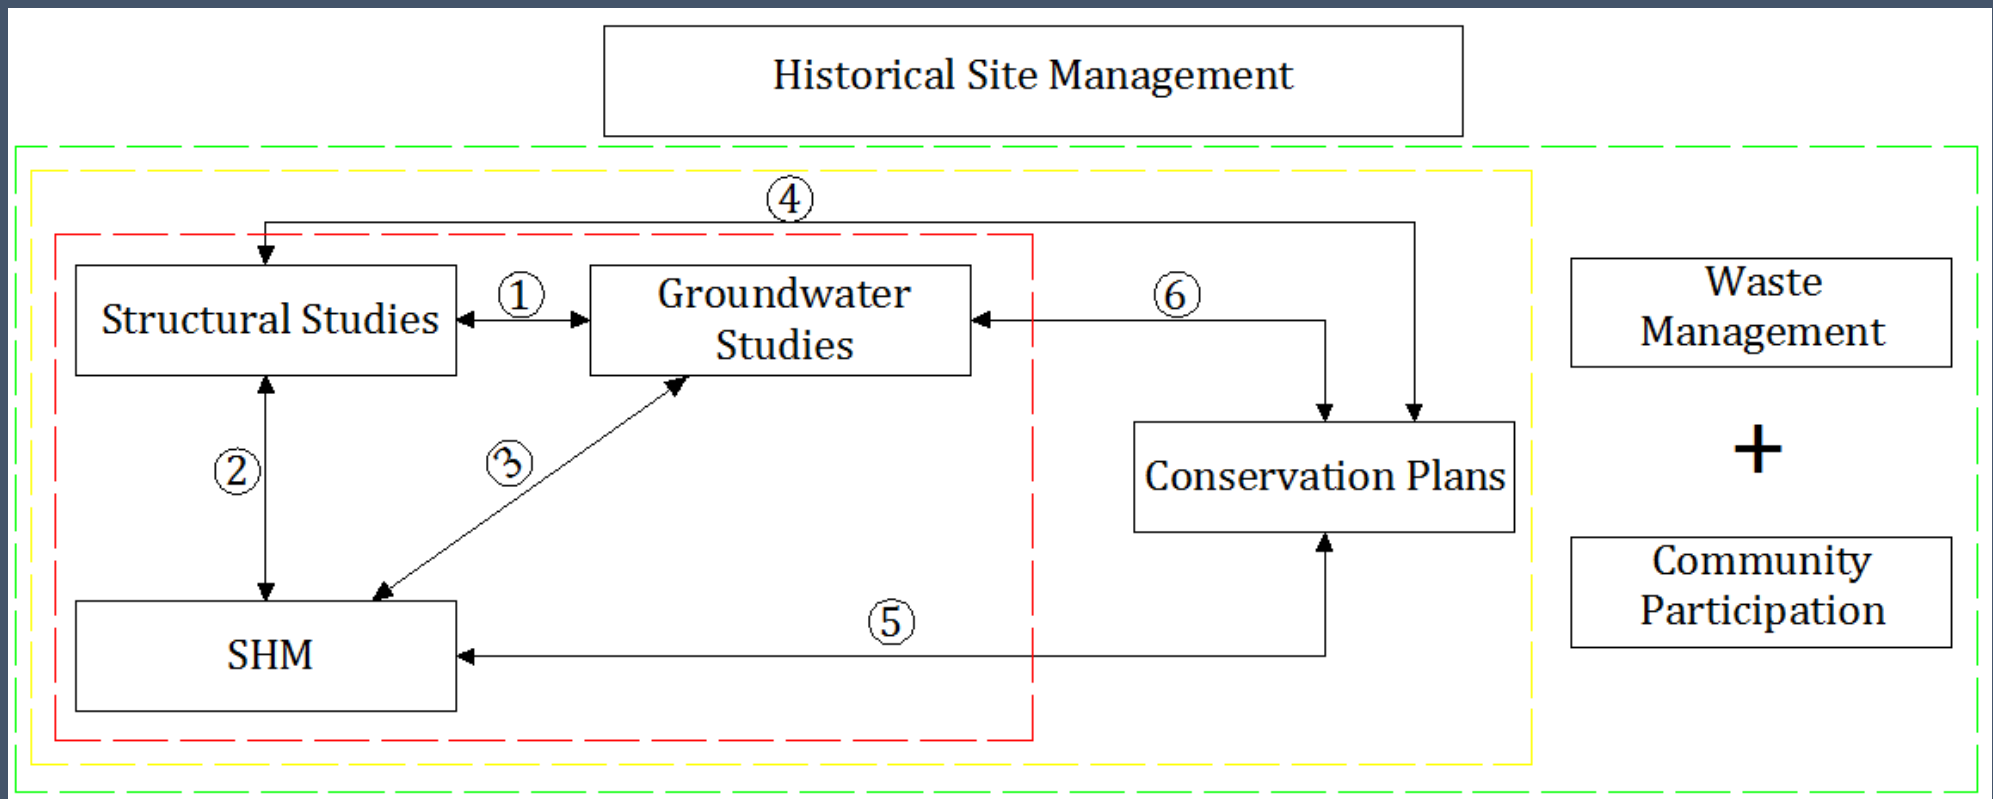 Historical Site Management
④
Structural Studies
①
Groundwater
Studies
⑥
Waste
Management
②
③
Conservation Plans
+
Community
Participation
SHM
⑤